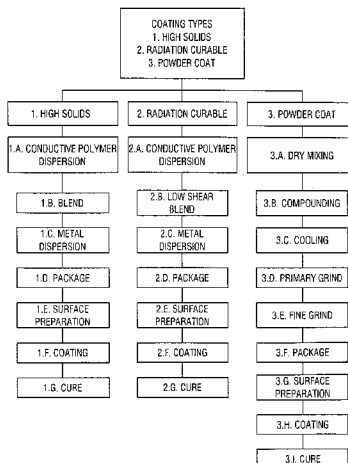 COATING TYPES
1. HIGH SOLIDS
2. RADIATION CURABLE
3. POWDER COAT
1. HIGH SOLIDS
1.A. CONDUCTIVE POLYMER
DISPERSION
1.B. BLEND
1.C. METAL
DISPERSION
1.D. PACKAGE
1.E. SURFACE
PREPARATION
1.F. COATING
1.G. CURE
2. RADIATION CURABLE
2.A. CONDUCTIVE POLYMER
DISPERSION
2.B. LOW SHEAR
BLEND
2.C. METAL
DISPERSION
2.D. PACKAGE
2.E. SURFACE
PREPARATION
2.F. COATING
2.G. CURE
3. POWDER COAT
3.A. DRY MIXING
3.B. COMPOUNDING
3.C. COOLING
3.D. PRIMARY GRIND
3.E. FINE GRIND
3.F. PACKAGE
3.G. SURFACE
PREPARATION
3.H. COATING
3.I. CURE